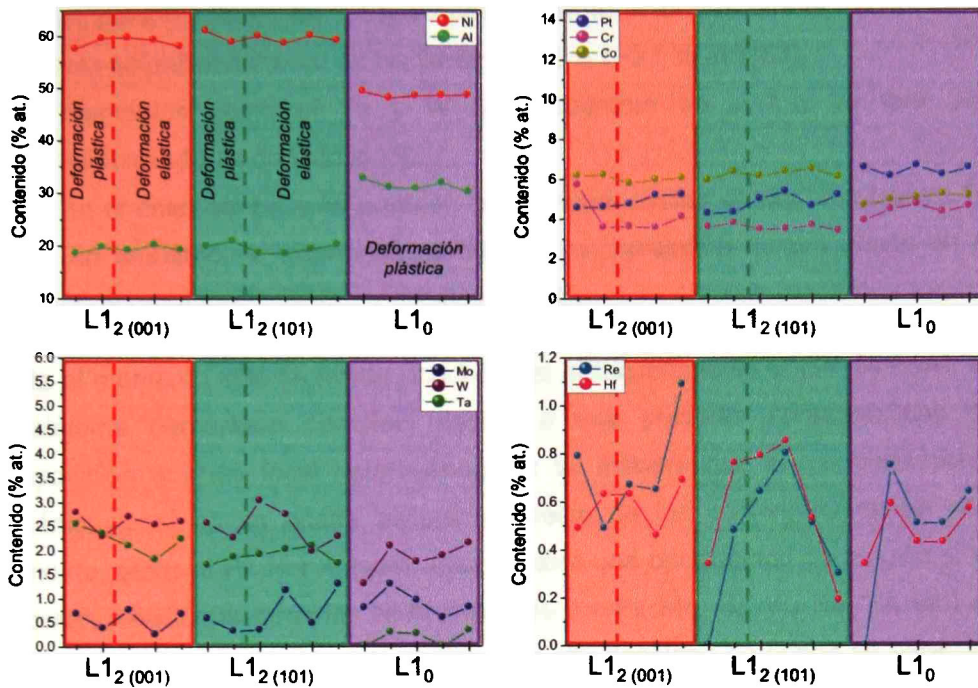 Contenido (% at.)
60
50
40
30
20
10
Ni
Al
Deformación
plástica
Deformación
elástica
Deformación
plástica
Deformación
elástica
Deformación
plástica
L1₂ (001)
L1₂ (101)
L1₀
Contenido (% at.)
14
12
10
8
6
4
2
0
Pt
Cr
Co
L1₂ (001)
L1₂ (101)
L1₀
Contenido (% at.)
6.0
5.5
5.0
4.5
4.0
3.5
3.0
2.5
2.0
1.5
1.0
0.5
0.0
Mo
W
Ta
L1₂ (001)
L1₂ (101)
L1₀
Contenido (% at.)
1.2
1.0
0.8
0.6
0.4
0.2
0.0
Re
Hf
L1₂ (001)
L1₂ (101)
L1₀